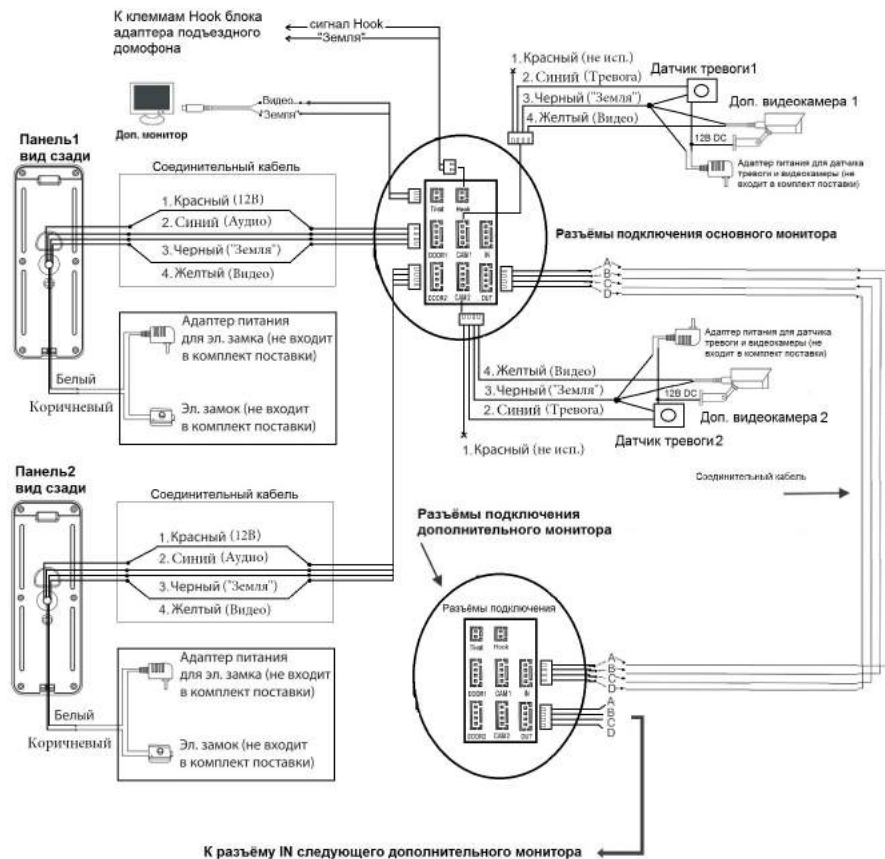 К клеммам Hook блока
адаптера подъездного
домофона
сигнал Hook
"Земля"
Видео
"Земля"
Доп. монитор
1. Красный (не исп.)
2. Синий (Тревога)
3. Черный ("Земля")
4. Желтый (Видео)
Датчик тревоги1
Доп. видеокамера 1
12В DC
Адаптер питания для датчика
тревоги и видеокамеры (не
входит в комплект поставки)
Панель1
вид сзади
Соединительный кабель
1. Красный (12В)
2. Синий (Аудио)
3. Черный ("Земля")
4. Желтый (Видео)
Hook
DOOR1 CAM1 IN
DOOR2 CAM2 OUT
Разъёмы подключения основного монитора
A
B
C
D
Адаптер питания
для эл. замка (не входит
в комплект поставки)
Белый
Коричневый
Эл. замок (не входит
в комплект поставки)
Адаптер питания для датчика
тревоги и видеокамеры (не
входит в комплект поставки)
4. Желтый (Видео)
3. Черный ("Земля")
2. Синий (Тревога)
1. Красный (не исп.)
12В DC
Доп. видеокамера 2
Датчик тревоги2
Соединительный кабель
Панель2
вид сзади
Соединительный кабель
1. Красный (12В)
2. Синий (Аудио)
3. Черный ("Земля")
4. Желтый (Видео)
Разъёмы подключения
дополнительного монитора
Разъёмы подключения
Hook
DOOR1 CAM1 IN
DOOR2 CAM2 OUT
A
B
C
D
A
B
C
D
Адаптер питания
для эл. замка (не входит
в комплект поставки)
Белый
Коричневый
Эл. замок (не входит
в комплект поставки)
К разъёму IN следующего дополнительного монитора